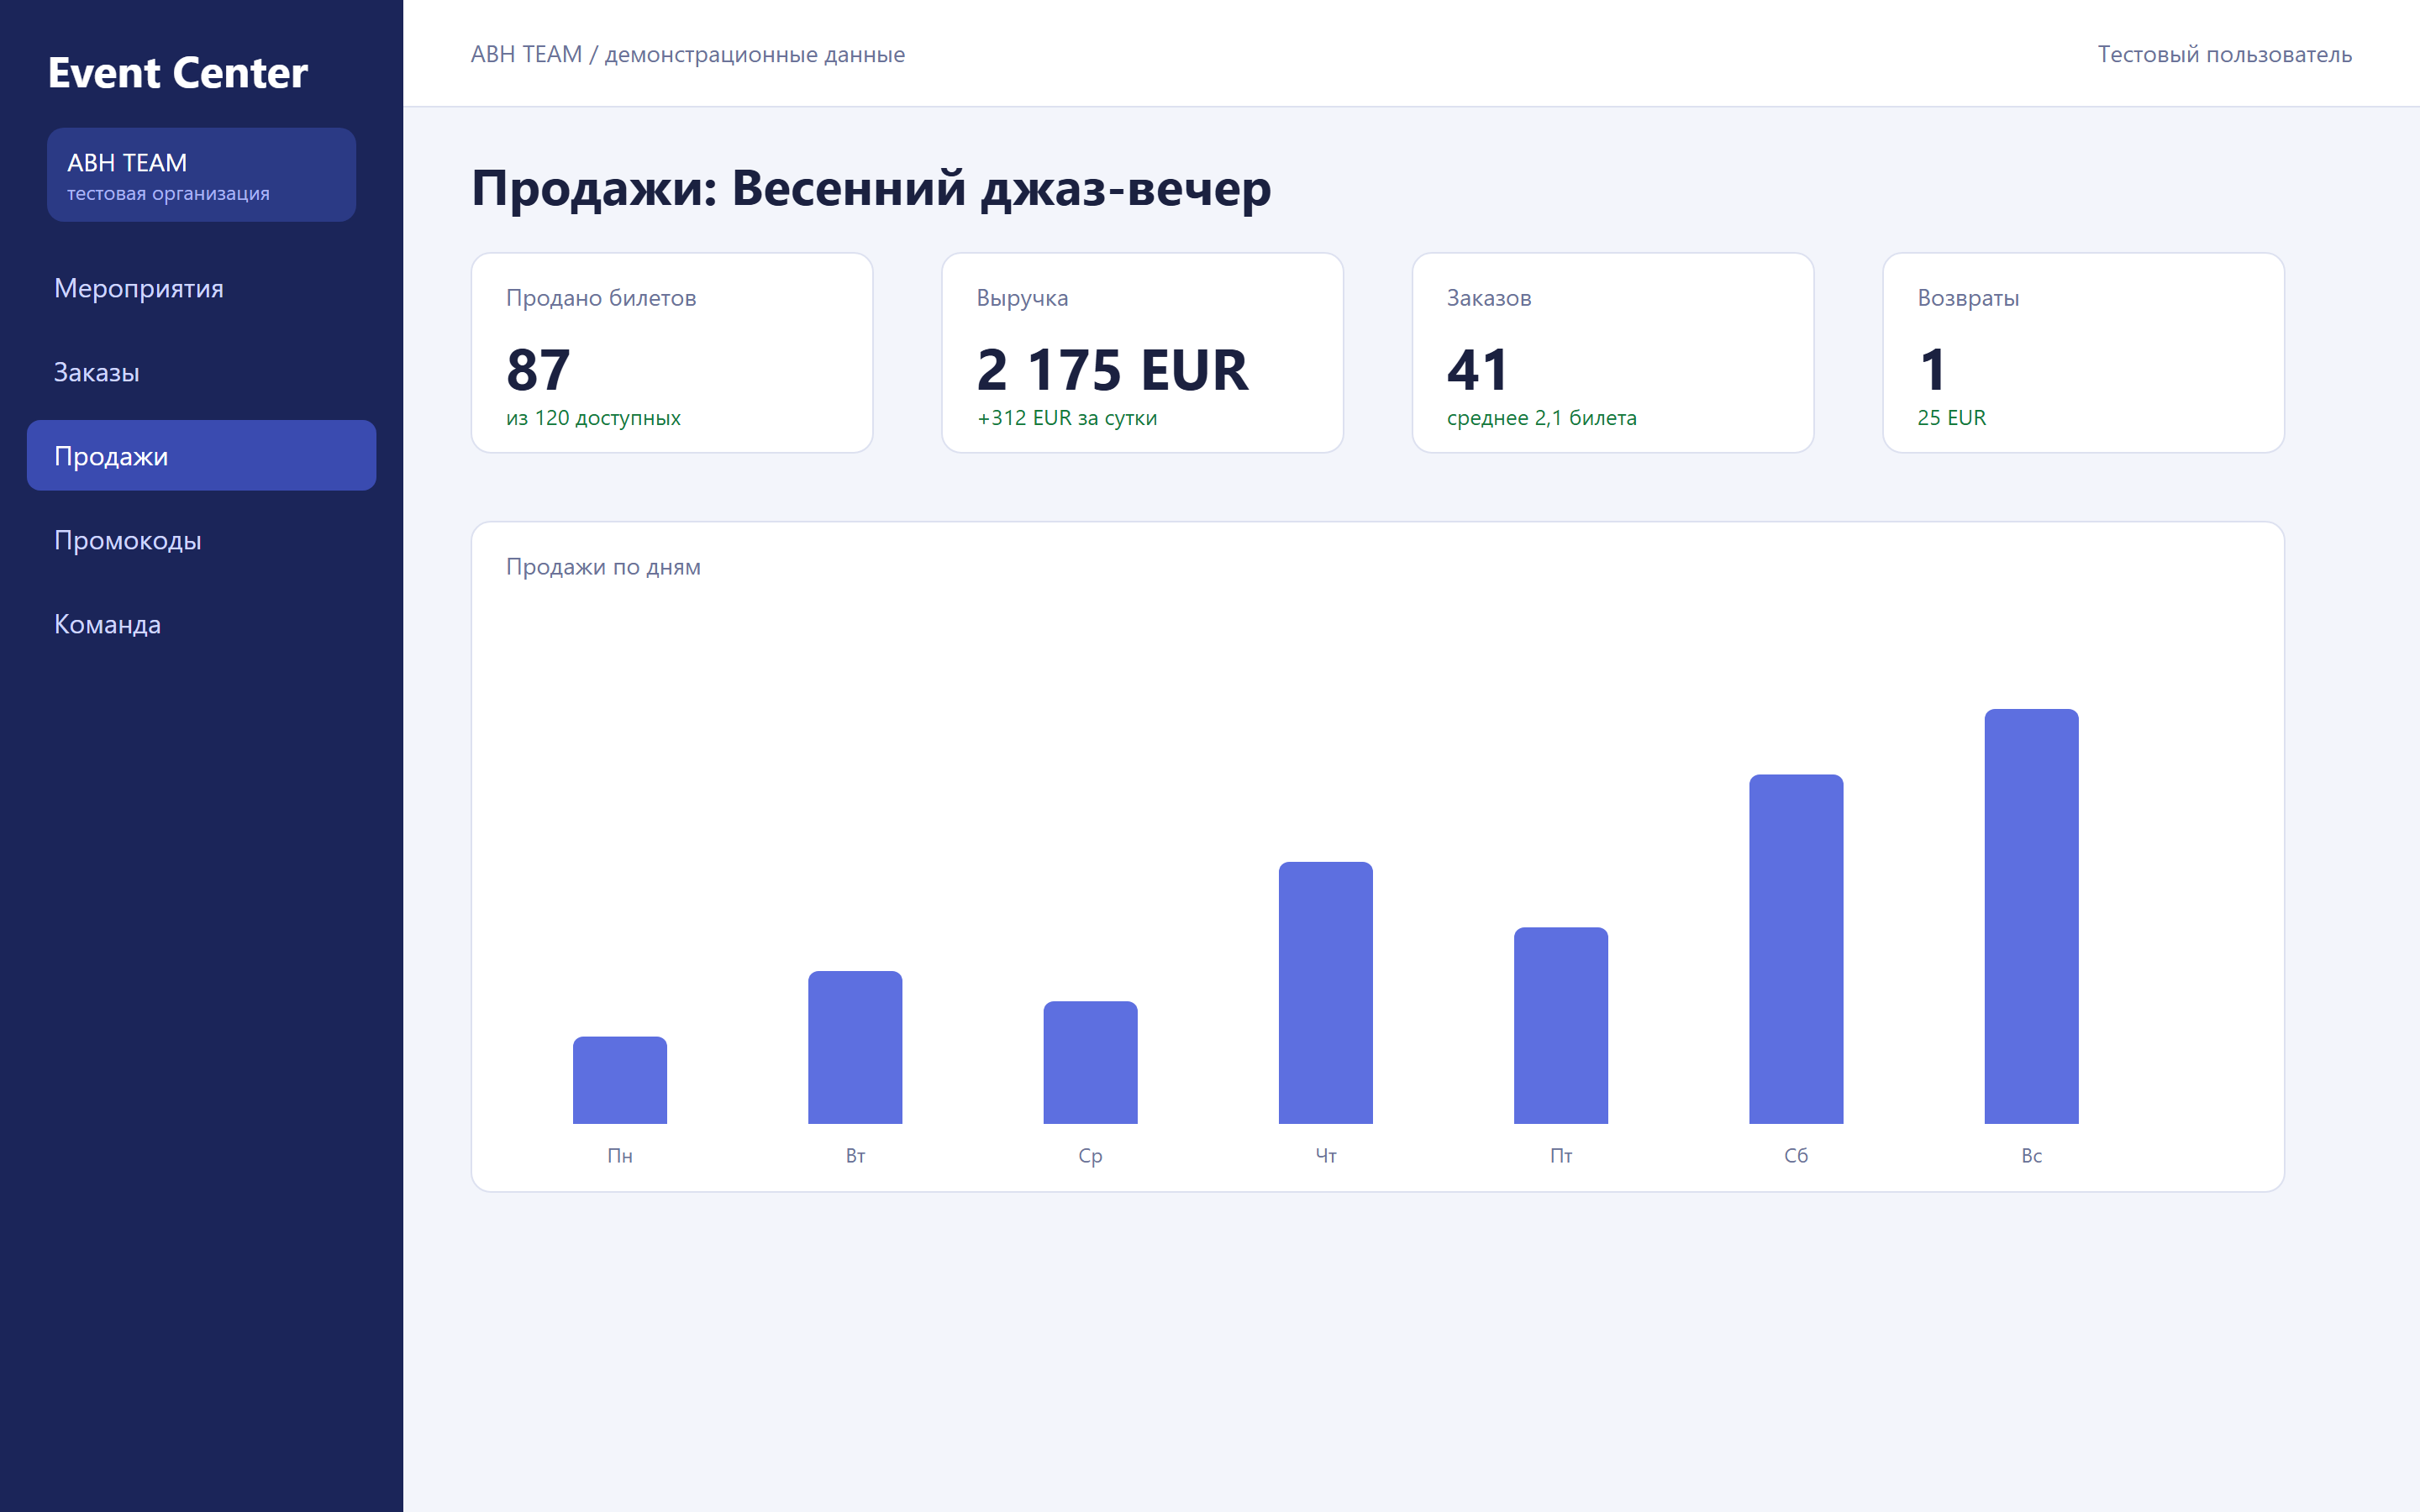 Event Center
ABH TEAM
тестовая организация
Мероприятия
Заказы
Продажи
Промокоды
Команда
ABH TEAM / демонстрационные данные
Тестовый пользователь
Продажи: Весенний джаз-вечер
Продано билетов
87
из 120 доступных
Выручка
2 175 EUR
+312 EUR за сутки
Заказов
41
среднее 2,1 билета
Возвраты
1
25 EUR
Продажи по дням
Пн
Вт
Ср
Чт
Пт
Сб
Вс